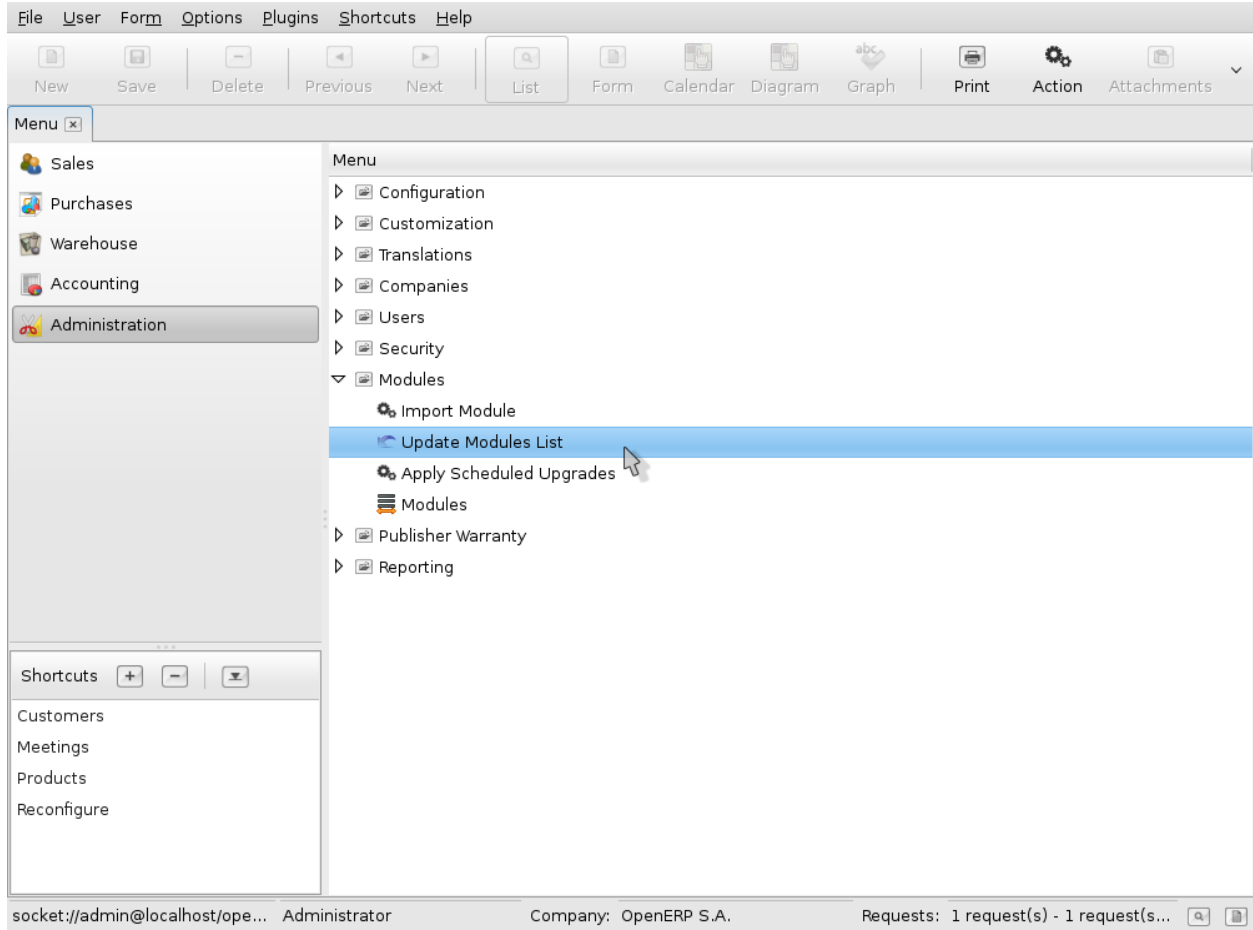 File User Form Options Plugins Shortcuts Help
New Save Delete Previous Next List Form Calendar Diagram abc Graph Print Action Attachments
Menu
Sales
Purchases
Warehouse
Accounting
Administration
Menu
Configuration
Customization
Translations
Companies
Users
Security
Modules
Import Module
Update Modules List
Apply Scheduled Upgrades
Modules
Publisher Warranty
Reporting
Shortcuts
Customers
Meetings
Products
Reconfigure
socket://admin@localhost/ope... Administrator Company: OpenERP S.A. Requests: 1 request(s) - 1 request(s...